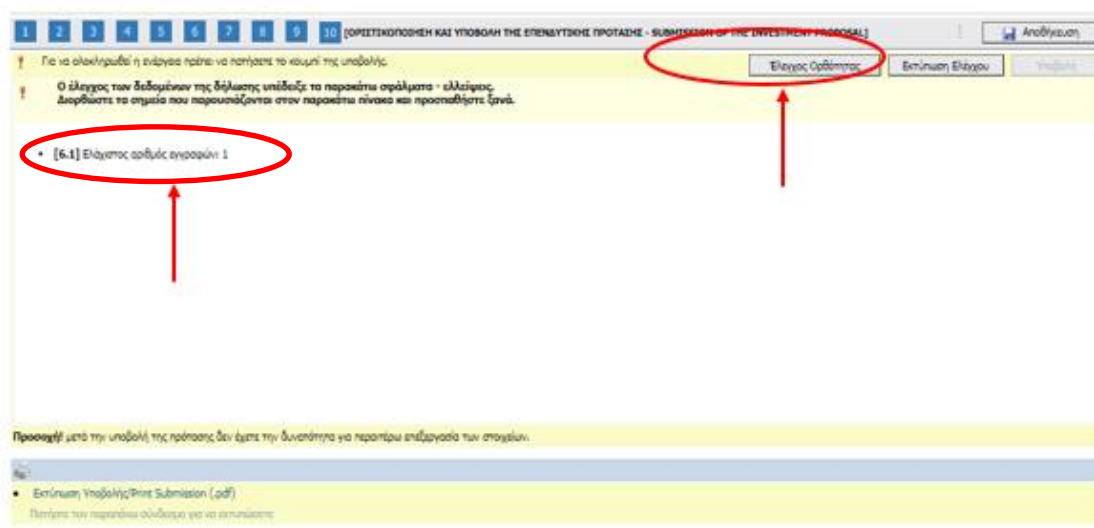 1 2 3 4 5 6 7 8 9 10 [ΟΡΙΣΤΙΚΟΠΟΙΗΣΗ ΚΑΙ ΥΠΟΒΟΛΗ ΤΗΣ ΕΠΕΝΔΥΤΙΚΗΣ ΠΡΟΤΑΣΗΣ - SUBMISSION OF THE INVESTMENT PROPOSAL] Αποθήκευση
! Για να ολοκληρωθεί η ενέργεια πρέπει να πατήσετε το κουμπί της υποβολής. Έλεγχος Ορθότητας Εκτύπωση Ελέγχου Υποβολή
! Ο έλεγχος των δεδομένων της δήλωσης υπέδειξε τα παρακάτω σφάλματα - ελλείψεις.
Διορθώστε τα σημεία που παρουσιάζονται στον παρακάτω πίνακα και προσπαθήστε ξανά.
• [6.1] Ελάχιστος αριθμός εγγραφών: 1
Προσοχή! μετά την υποβολή της πρότασης δεν έχετε την δυνατότητα για περαιτέρω επεξεργασία των στοιχείων.
• Εκτύπωση Υποβολής/Print Submission (.pdf)
Πατήστε τον παραπάνω σύνδεσμο για να εκτυπώσετε